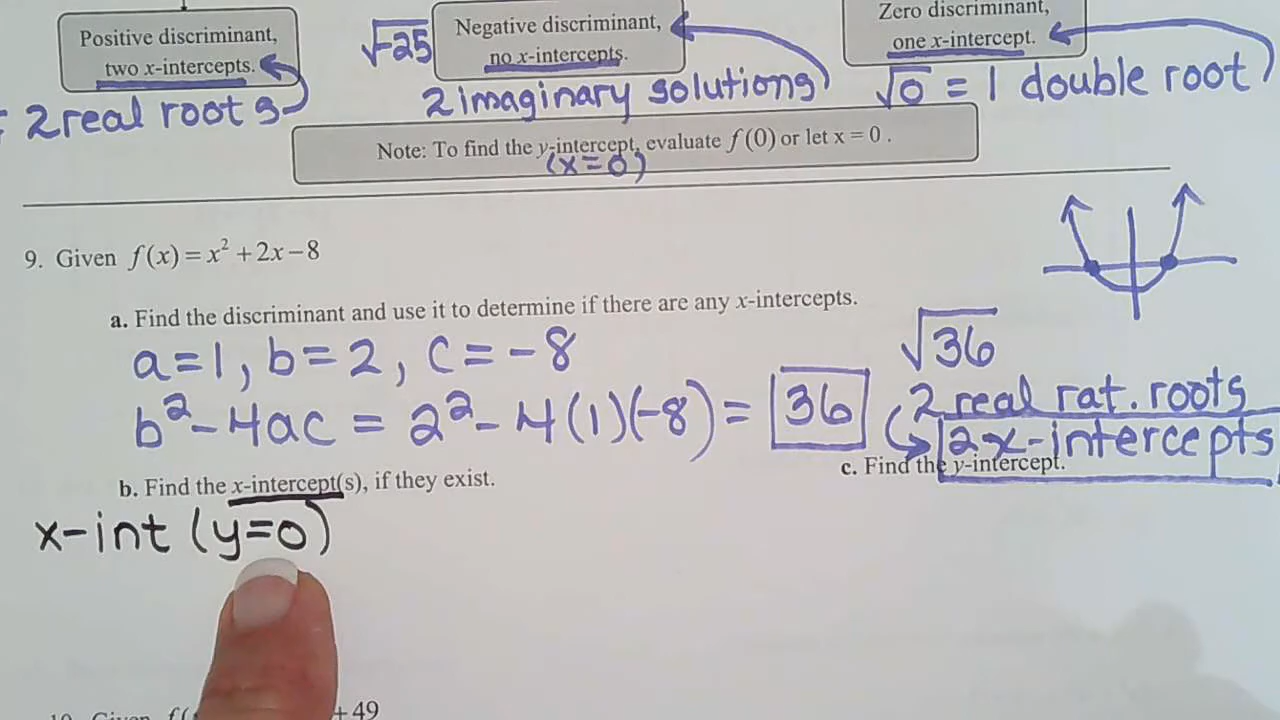 Positive discriminant,
two x-intercepts.
2 real roots
√-25
Negative discriminant,
no x-intercepts.
2 imaginary solutions
Zero discriminant,
one x-intercept.
√0 = 1 double root
Note: To find the y-intercept, evaluate f(0) or let x = 0.
(x=0)
9. Given f(x) = x² + 2x – 8
a. Find the discriminant and use it to determine if there are any x-intercepts.
a=1, b=2, c=-8
b²-4ac = 2²-4(1)(-8) = 36
√36
2 real rat. roots
2x-intercepts
b. Find the x-intercept(s), if they exist.
c. Find the y-intercept.
x-int (y=0)
+49